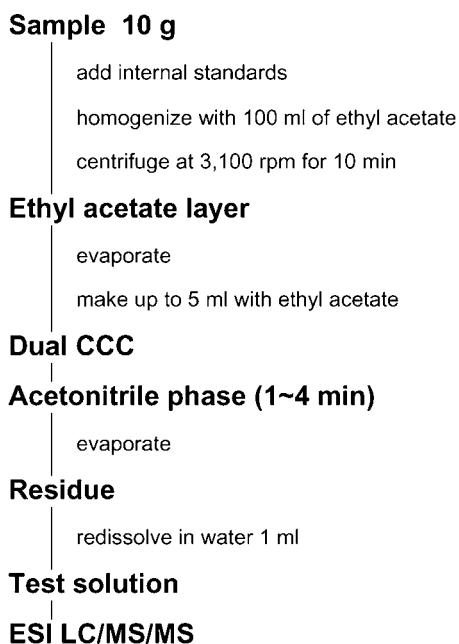 Sample 10 g
add internal standards
homogenize with 100 ml of ethyl acetate
centrifuge at 3,100 rpm for 10 min
Ethyl acetate layer
evaporate
make up to 5 ml with ethyl acetate
Dual CCC
Acetonitrile phase (1~4 min)
evaporate
Residue
redissolve in water 1 ml
Test solution
ESI LC/MS/MS